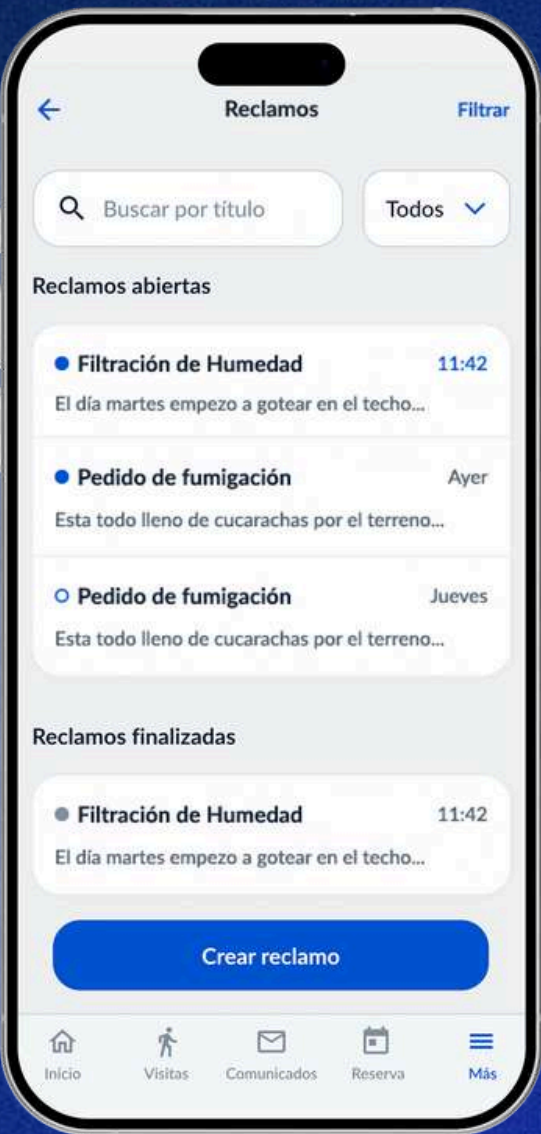 Reclamos
Filtrar
Buscar por título
Todos
Reclamos abiertas
Filtración de Humedad 11:42
El día martes empezo a gotear en el techo...
Pedido de fumigación Ayer
Esta todo lleno de cucarachas por el terreno...
Pedido de fumigación Jueves
Esta todo lleno de cucarachas por el terreno...
Reclamos finalizadas
Filtración de Humedad 11:42
El día martes empezo a gotear en el techo...
Crear reclamo
Inicio Visitas Comunicados Reserva Más